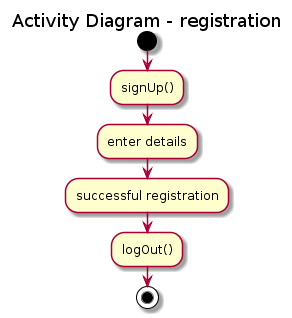 Activity Diagram - registration
signUp()
enter details
successful registration
logOut()